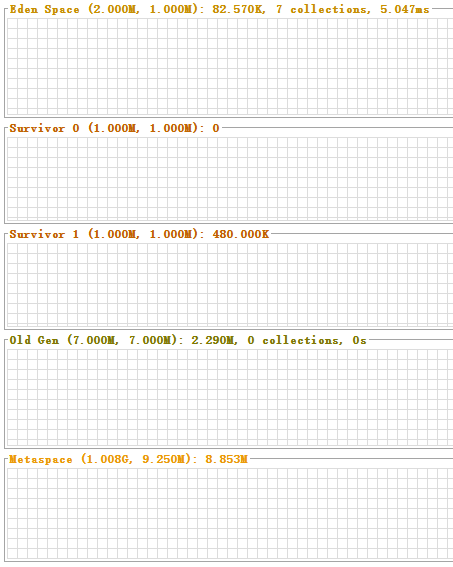 Eden Space (2.000M, 1.000M): 82.570K, 7 collections, 5.047ms
Survivor 0 (1.000M, 1.000M): 0
Survivor 1 (1.000M, 1.000M): 480.000K
Old Gen (7.000M, 7.000M): 2.290M, 0 collections, 0s
Metaspace (1.008G, 9.250M): 8.853M